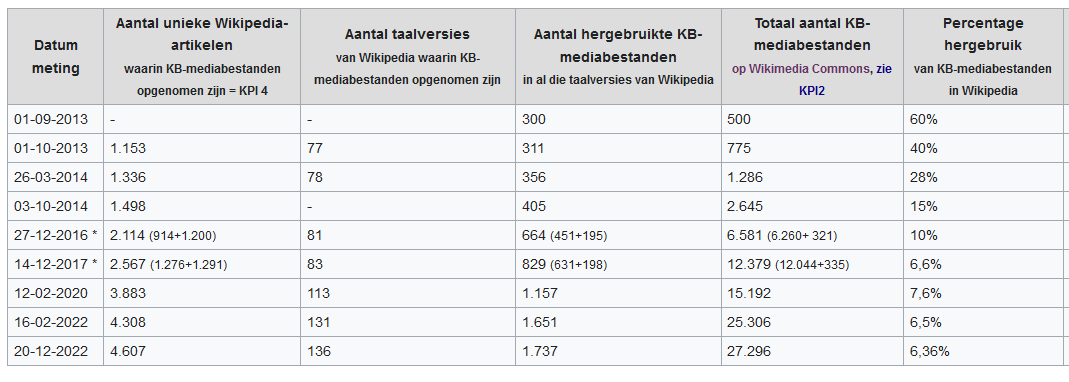 Datum meting | Aantal unieke Wikipedia-artikelen waarin KB-mediabestanden opgenomen zijn = KPI 4 | Aantal taalversies van Wikipedia waarin KB-mediabestanden opgenomen zijn | Aantal hergebruikte KB-mediabestanden in al die taalversies van Wikipedia | Totaal aantal KB-mediabestanden op Wikimedia Commons, zie KPI2 | Percentage hergebruik van KB-mediabestanden in Wikipedia
01-09-2013 | - | - | 300 | 500 | 60%
01-10-2013 | 1.153 | 77 | 311 | 775 | 40%
26-03-2014 | 1.336 | 78 | 356 | 1.286 | 28%
03-10-2014 | 1.498 | - | 405 | 2.645 | 15%
27-12-2016 * | 2.114 (914+1.200) | 81 | 664 (451+195) | 6.581 (6.260+ 321) | 10%
14-12-2017 * | 2.567 (1.276+1.291) | 83 | 829 (631+198) | 12.379 (12.044+335) | 6,6%
12-02-2020 | 3.883 | 113 | 1.157 | 15.192 | 7,6%
16-02-2022 | 4.308 | 131 | 1.651 | 25.306 | 6,5%
20-12-2022 | 4.607 | 136 | 1.737 | 27.296 | 6,36%